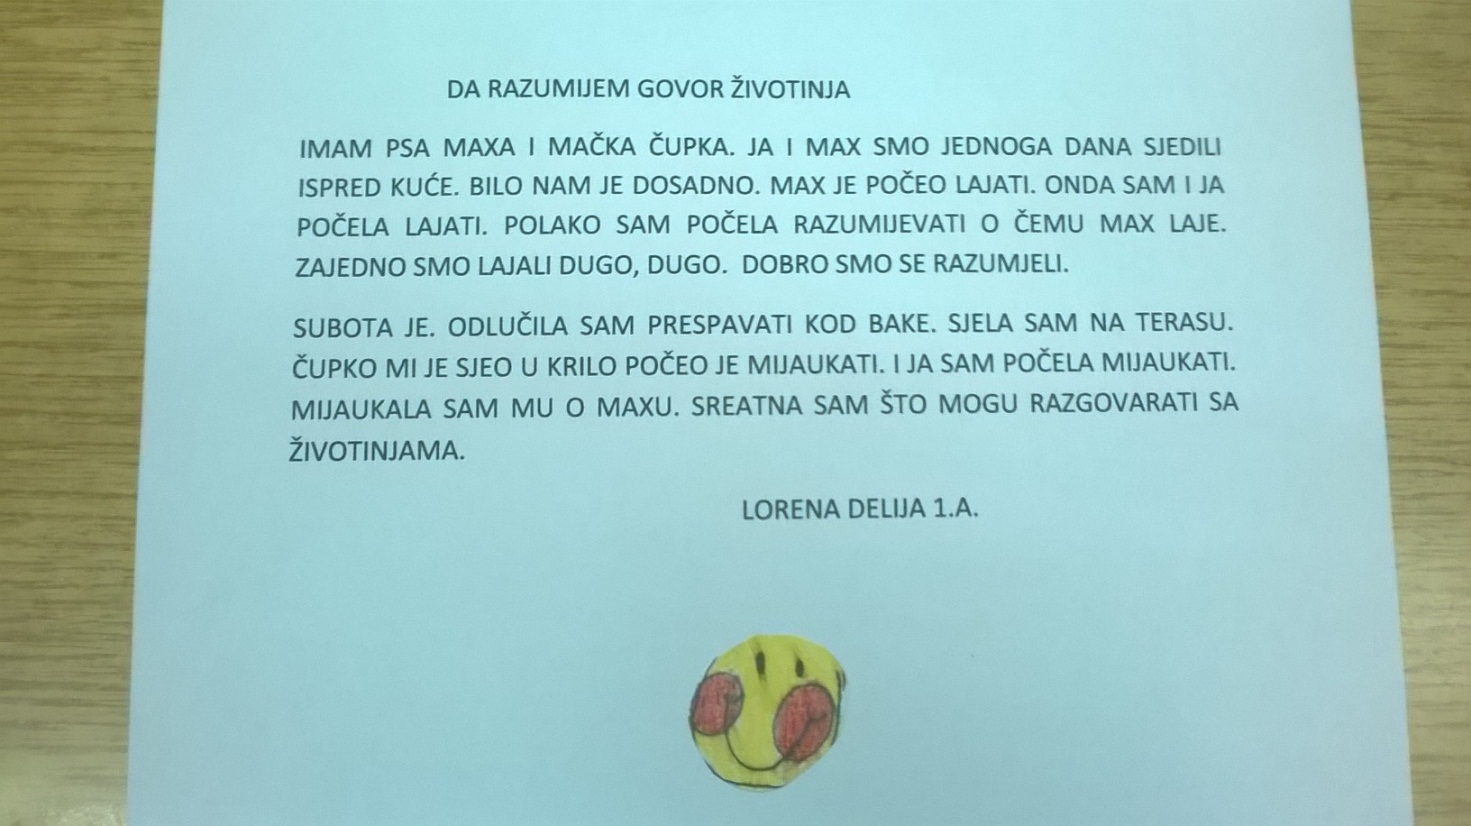 DA RAZUMIJEM GOVOR ŽIVOTINJA
IMAM PSA MAXA I MAČKA ČUPKA. JA I MAX SMO JEDNOGA DANA SJEDILI
ISPRED KUĆE. BILO NAM JE DOSADNO. MAX JE POČEO LAJATI. ONDA SAM I JA
POČELA LAJATI. POLAKO SAM POČELA RAZUMIJEVATI O ČEMU MAX LAJE.
ZAJEDNO SMO LAJALI DUGO, DUGO. DOBRO SMO SE RAZUMJELI.
SUBOTA JE. ODLUČILA SAM PRESPAVATI KOD BAKE. SJELA SAM NA TERASU.
ČUPKO MI JE SJEO U KRILO POČEO JE MIJAUKATI. I JA SAM POČELA MIJAUKATI.
MIJAUKALA SAM MU O MAXU. SREATNA SAM ŠTO MOGU RAZGOVARATI SA
ŽIVOTINJAMA.
LORENA DELIJA 1.A.